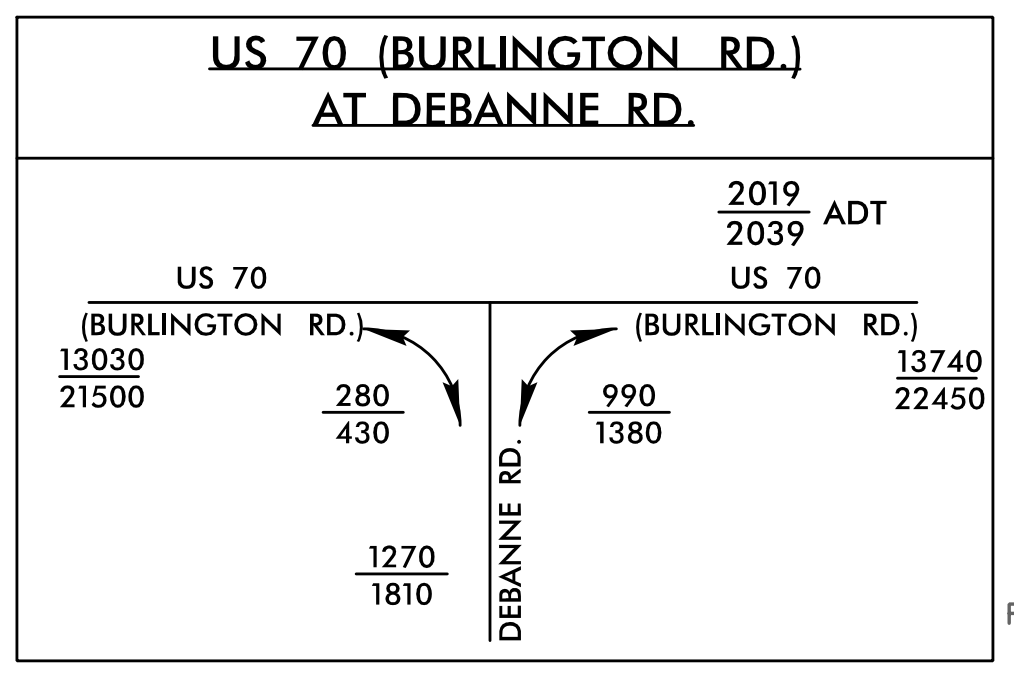 US 70 (BURLINGTON RD.)
AT DEBANNE RD.
2019
2039
ADT
US 70
(BURLINGTON RD.)
US 70
(BURLINGTON RD.)
13030
21500
280
430
990
1380
13740
22450
1270
1810
DEBANNE RD.